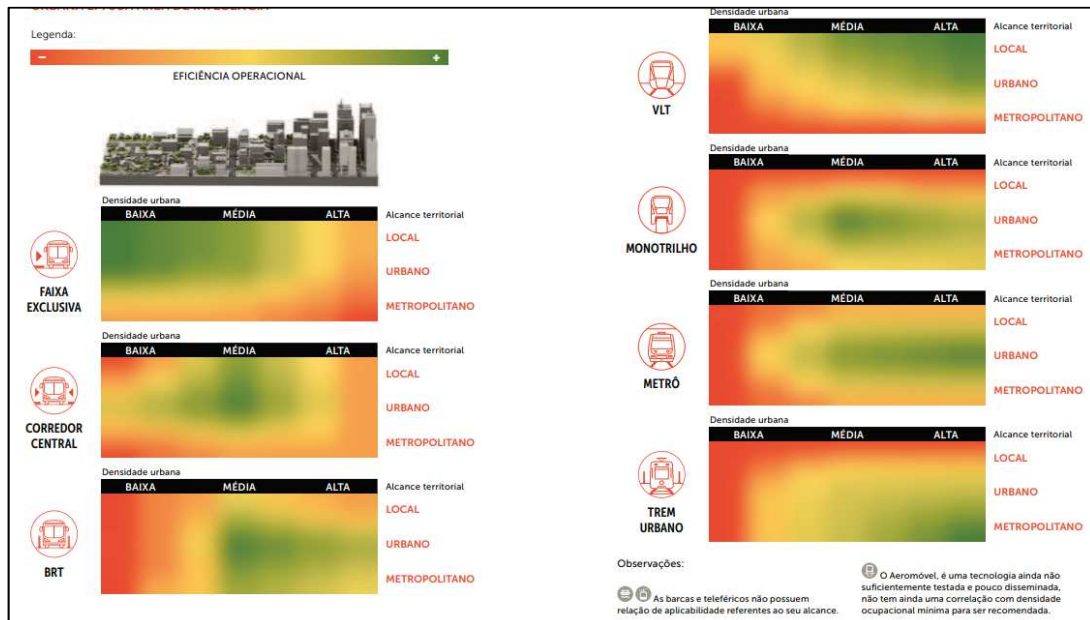 Legenda:
– +
EFICIÊNCIA OPERACIONAL
Densidade urbana
BAIXA MÉDIA ALTA Alcance territorial
LOCAL
URBANO
METROPOLITANO
FAIXA
EXCLUSIVA
Densidade urbana
BAIXA MÉDIA ALTA Alcance territorial
LOCAL
URBANO
METROPOLITANO
CORREDOR
CENTRAL
Densidade urbana
BAIXA MÉDIA ALTA Alcance territorial
LOCAL
URBANO
METROPOLITANO
BRT
Densidade urbana
BAIXA MÉDIA ALTA Alcance territorial
LOCAL
URBANO
METROPOLITANO
VLT
Densidade urbana
BAIXA MÉDIA ALTA Alcance territorial
LOCAL
URBANO
METROPOLITANO
MONOTRILHO
Densidade urbana
BAIXA MÉDIA ALTA Alcance territorial
LOCAL
URBANO
METROPOLITANO
METRÔ
Densidade urbana
BAIXA MÉDIA ALTA Alcance territorial
LOCAL
URBANO
METROPOLITANO
TREM
URBANO
Observações:
As barcas e teleféricos não possuem
relação de aplicabilidade referentes ao seu alcance.
O Aeromóvel, é uma tecnologia ainda não
suficientemente testada e pouco disseminada,
não tem ainda uma correlação com densidade
ocupacional mínima para ser recomendada.